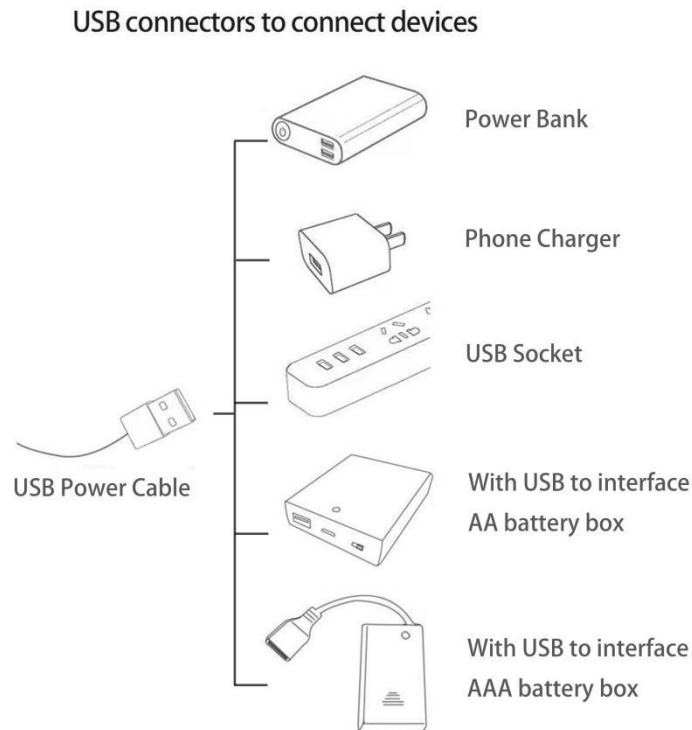 USB connectors to connect devices
Power Bank
Phone Charger
USB Socket
USB Power Cable
With USB to interface
AA battery box
With USB to interface
AAA battery box